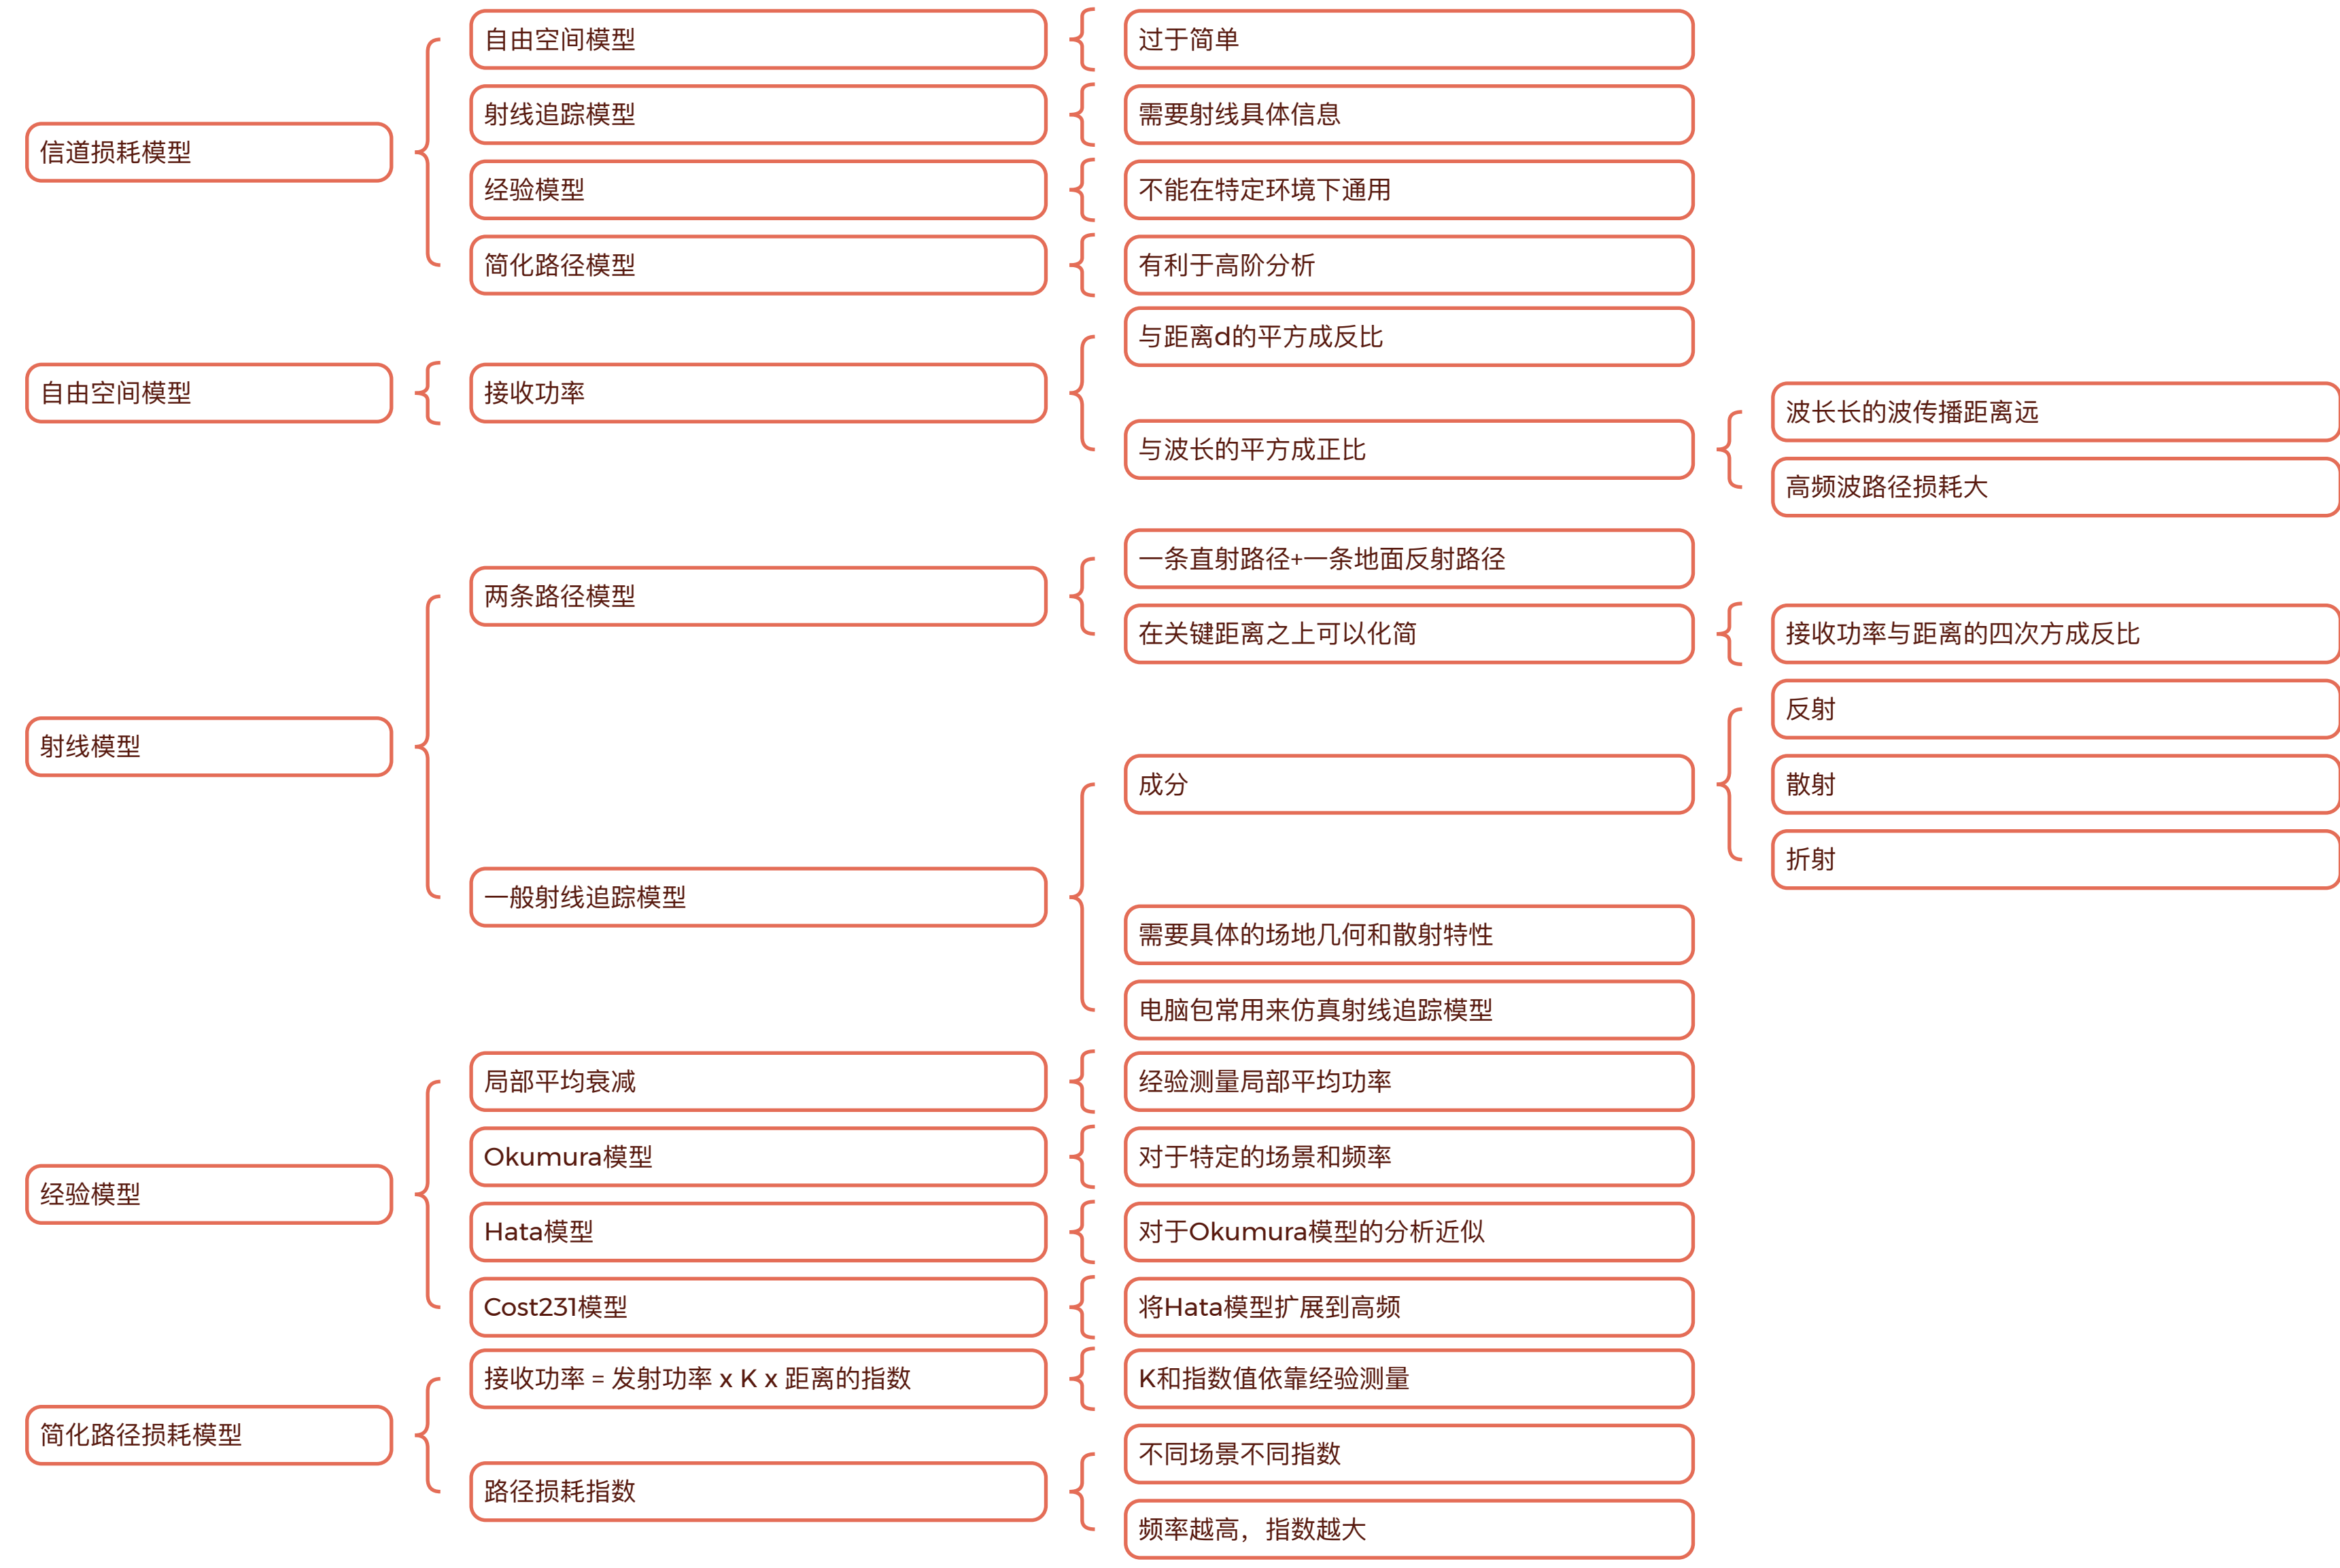 信道损耗模型
自由空间模型
过于简单
射线追踪模型
需要射线具体信息
经验模型
不能在特定环境下通用
简化路径模型
有利于高阶分析
自由空间模型
接收功率
与距离d的平方成反比
与波长的平方成正比
波长长的波传播距离远
高频波路径损耗大
射线模型
两条路径模型
一条直射路径+一条地面反射路径
在关键距离之上可以化简
接收功率与距离的四次方成反比
一般射线追踪模型
成分
反射
散射
折射
需要具体的场地几何和散射特性
电脑包常用来仿真射线追踪模型
经验模型
局部平均衰减
经验测量局部平均功率
Okumura模型
对于特定的场景和频率
Hata模型
对于Okumura模型的分析近似
Cost231模型
将Hata模型扩展到高频
简化路径损耗模型
接收功率 = 发射功率 x K x 距离的指数
K和指数值依靠经验测量
路径损耗指数
不同场景不同指数
频率越高，指数越大